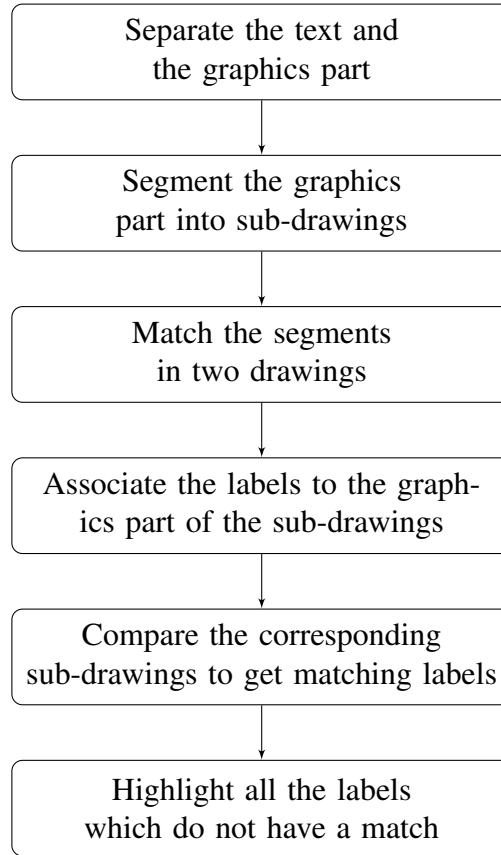 Separate the text and
the graphics part
Segment the graphics
part into sub-drawings
Match the segments
in two drawings
Associate the labels to the graph-
ics part of the sub-drawings
Compare the corresponding
sub-drawings to get matching labels
Highlight all the labels
which do not have a match